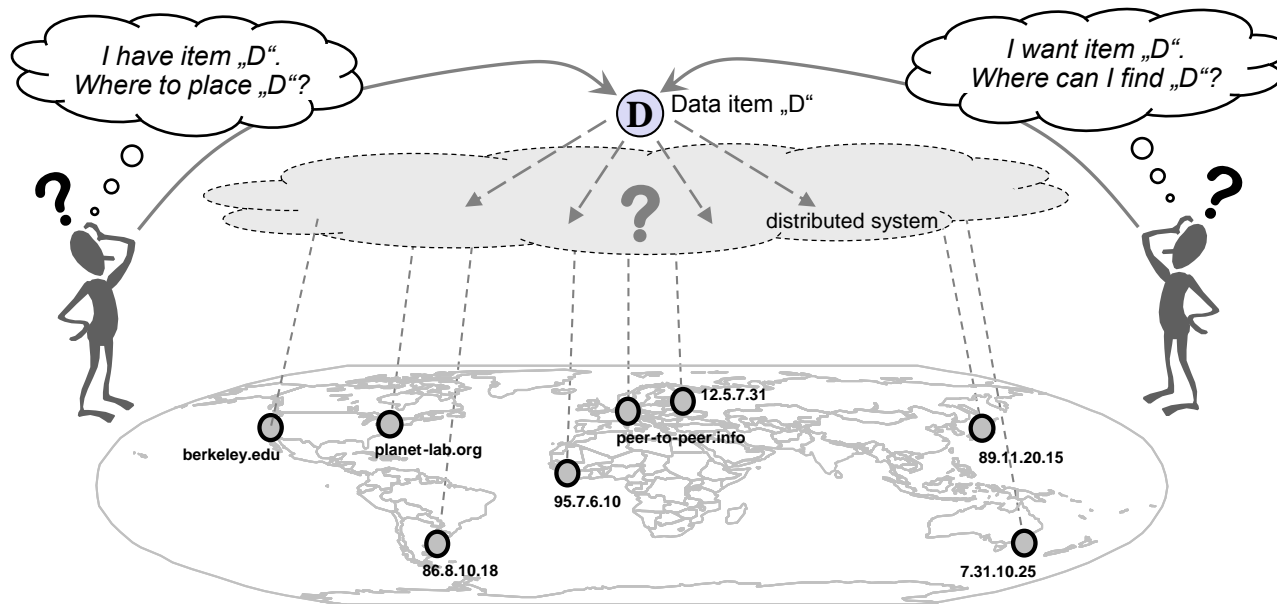 I have item „D“.
Where to place „D“?
I want item „D“.
Where can I find „D“?
D
Data item „D“
?
?
?
distributed system
12.5.7.31
berkeley.edu
planet-lab.org
peer-to-peer.info
89.11.20.15
95.7.6.10
86.8.10.18
7.31.10.25